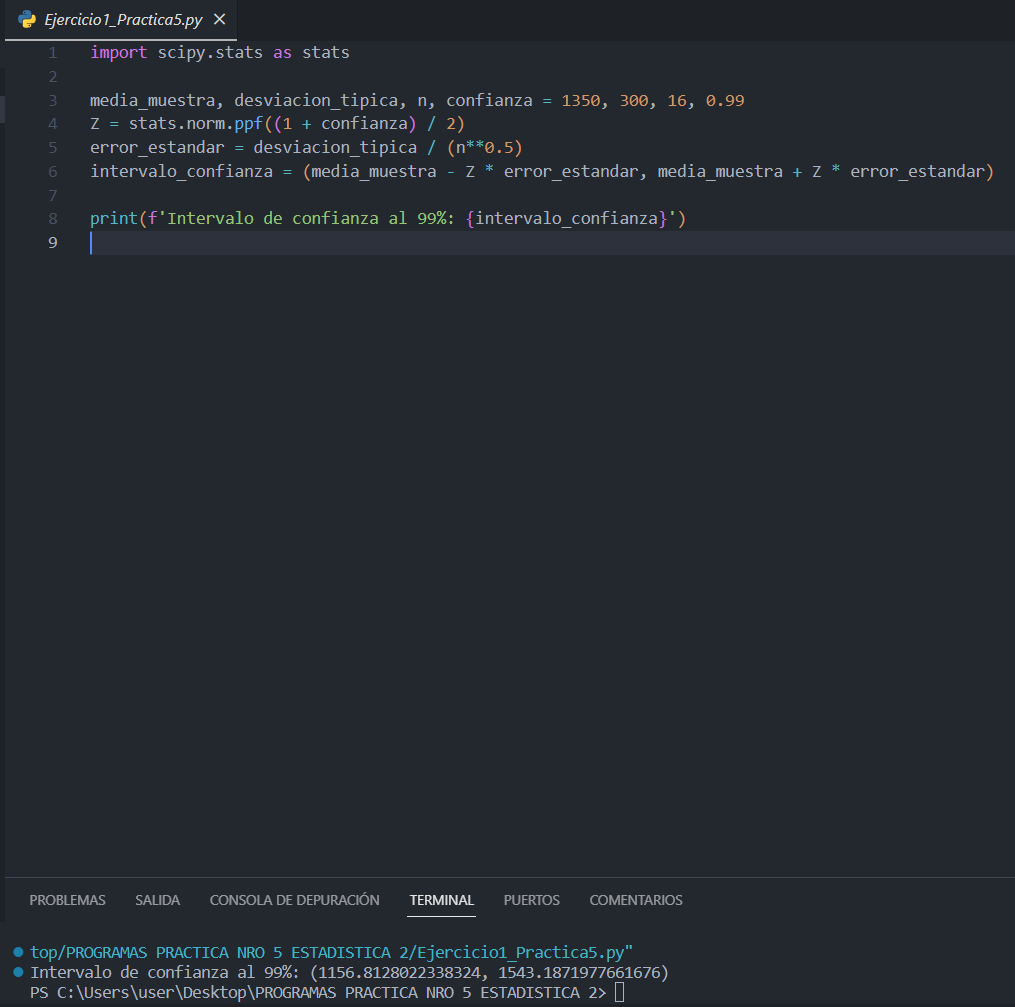 Ejercicio1_Practica5.py
1 import scipy.stats as stats
2
3 media_muestra, desviacion_tipica, n, confianza = 1350, 300, 16, 0.99
4 Z = stats.norm.ppf((1 + confianza) / 2)
5 error_estandar = desviacion_tipica / (n**0.5)
6 intervalo_confianza = (media_muestra - Z * error_estandar, media_muestra + Z * error_estandar)
7
8 print(f'Intervalo de confianza al 99%: {intervalo_confianza}')
9
PROBLEMAS SALIDA CONSOLA DE DEPURACIÓN TERMINAL PUERTOS COMENTARIOS
top/PROGRAMAS PRACTICA NRO 5 ESTADISTICA 2/Ejercicio1_Practica5.py"
Intervalo de confianza al 99%: (1156.8128022338324, 1543.1871977661676)
PS C:\Users\user\Desktop\PROGRAMAS PRACTICA NRO 5 ESTADISTICA 2>